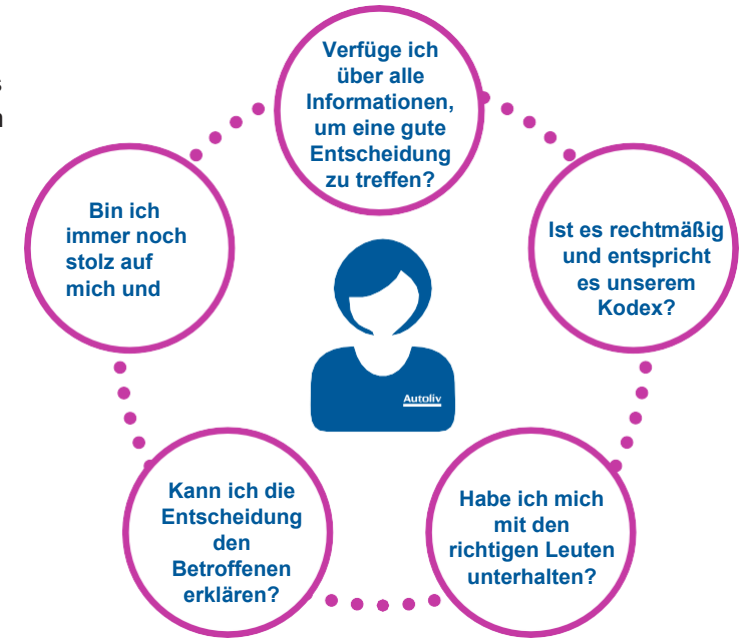 Verfüge ich
über alle
Informationen,
um eine gute
Entscheidung
zu treffen?
Ist es rechtmäßig
und entspricht
es unserem
Kodex?
Habe ich mich
mit den
richtigen Leuten
unterhalten?
Kann ich die
Entscheidung
den
Betroffenen
erklären?
Bin ich
immer noch
stolz auf
mich und
Autoliv